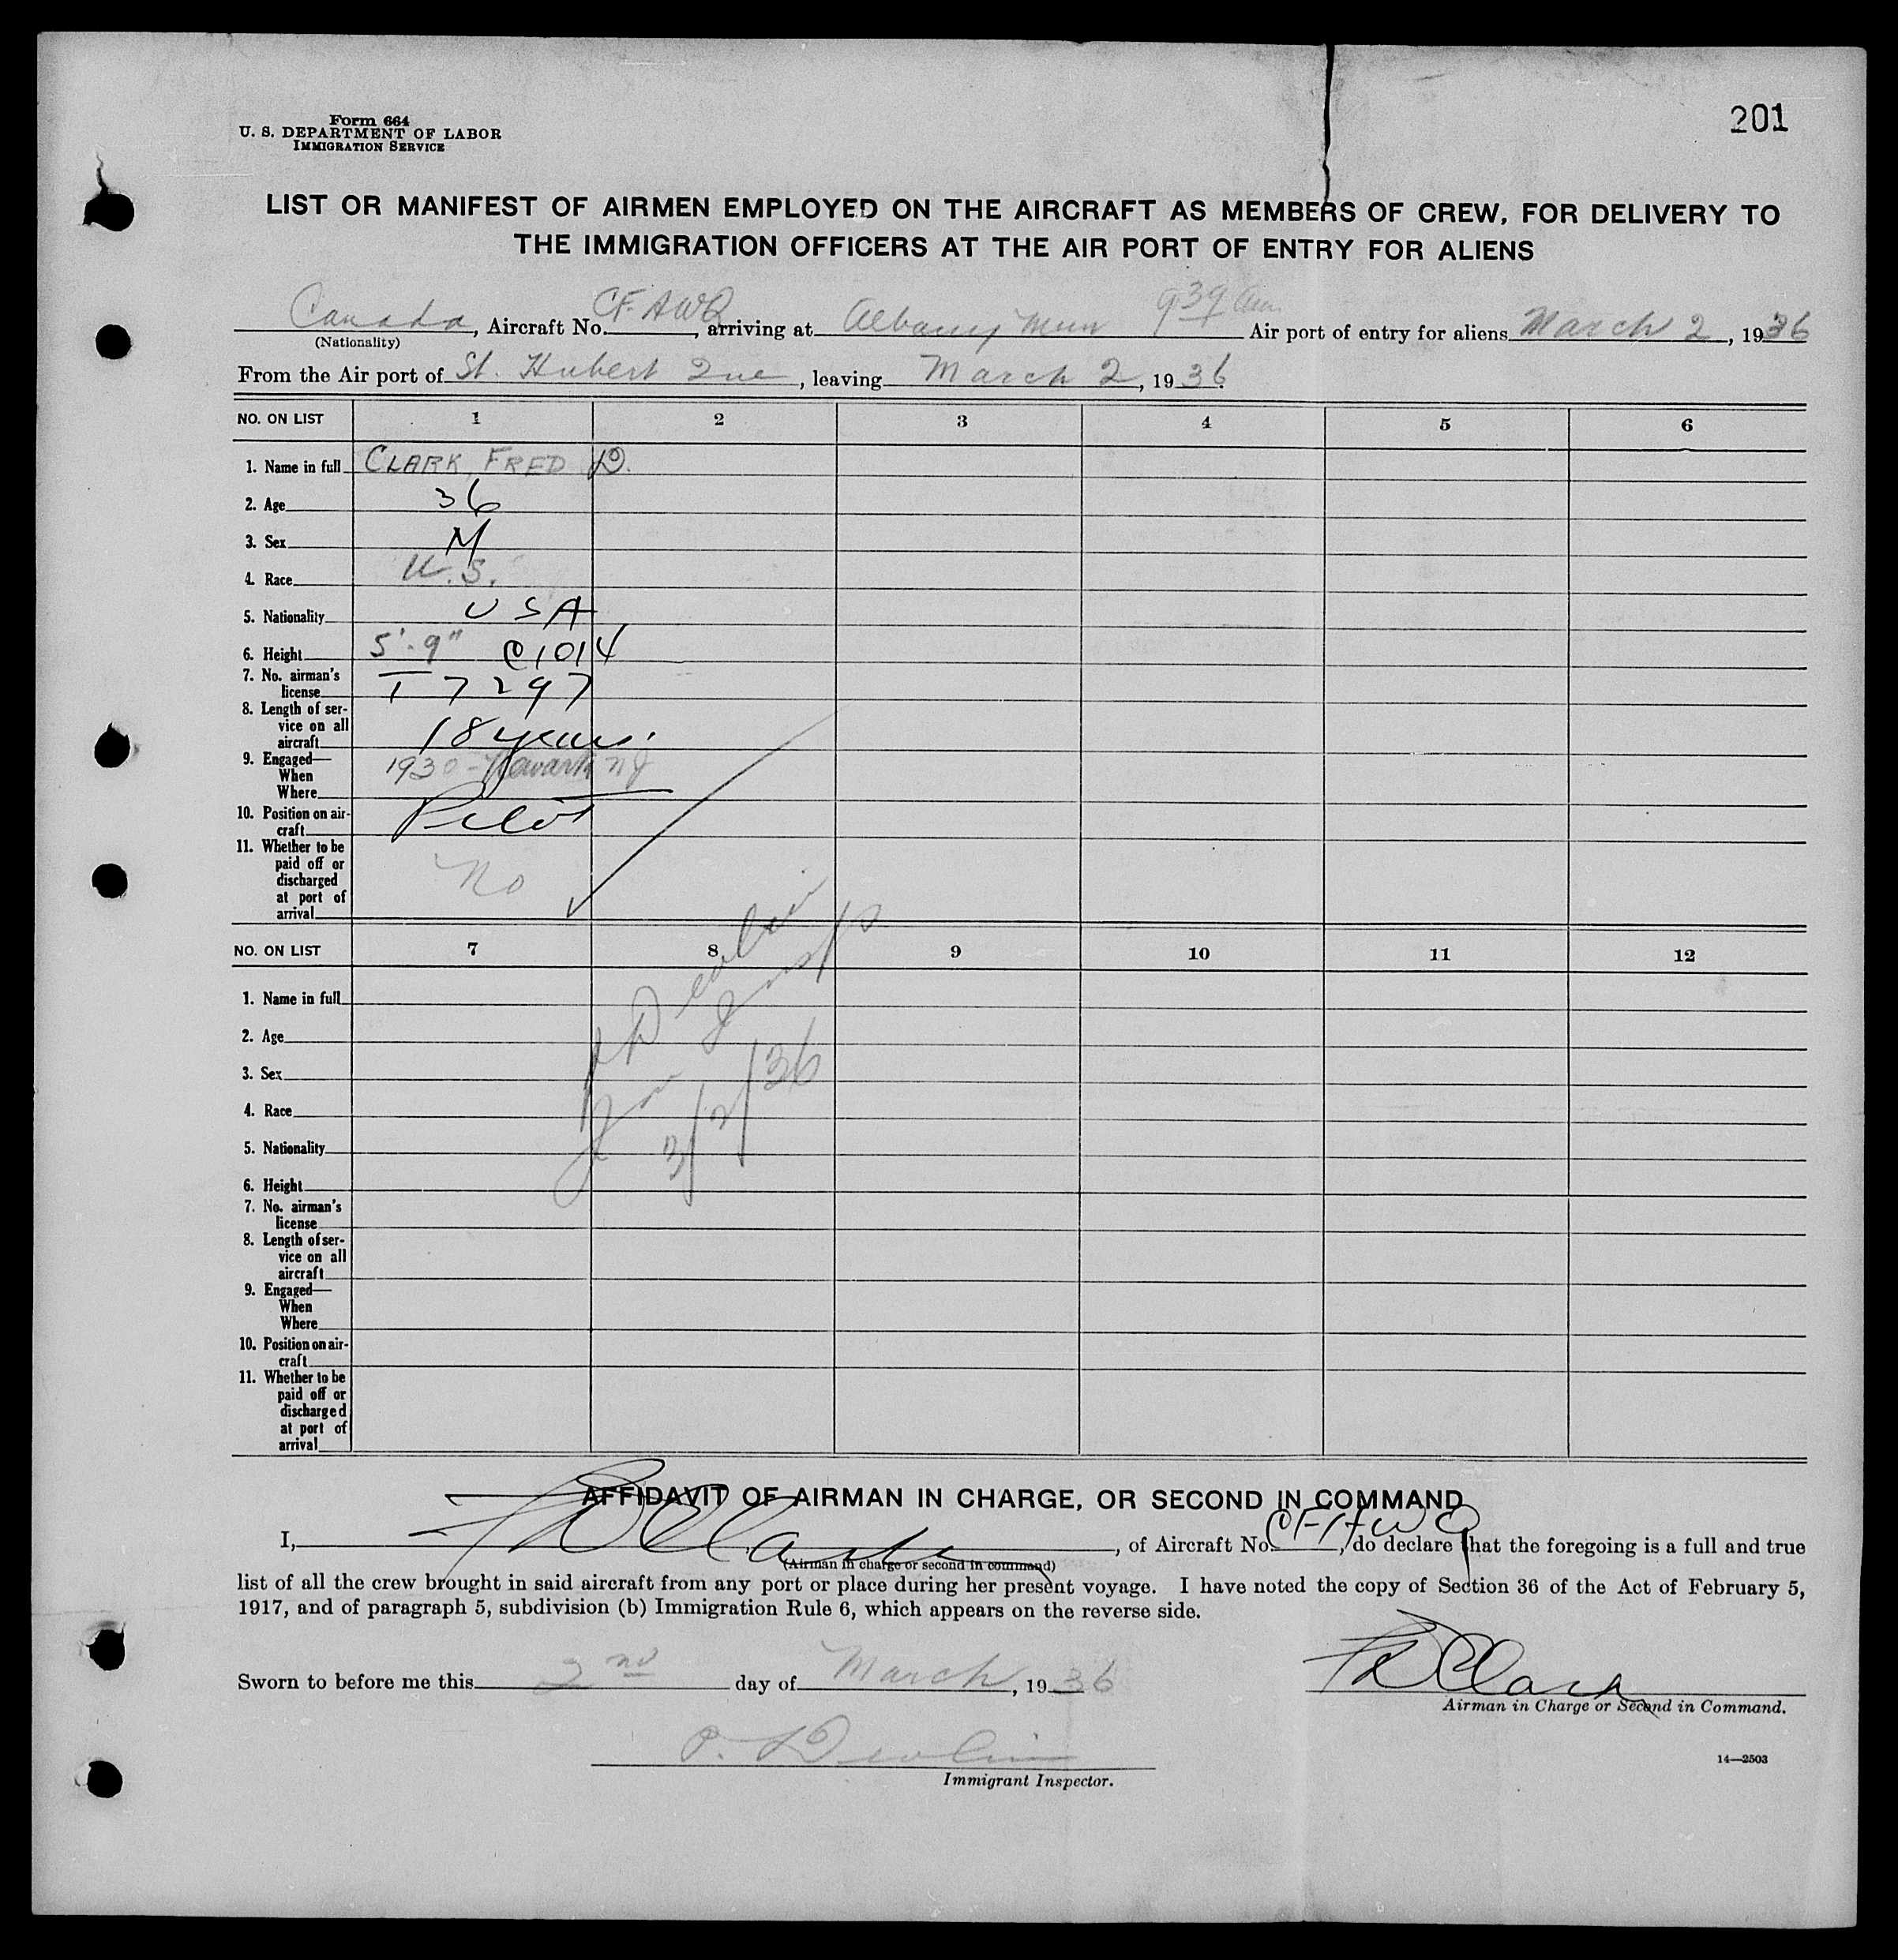 201
Form 664
U. S. DEPARTMENT OF LABOR
IMMIGRATION SERVICE
LIST OR MANIFEST OF AIRMEN EMPLOYED ON THE AIRCRAFT AS MEMBERS OF CREW, FOR DELIVERY TO
THE IMMIGRATION OFFICERS AT THE AIR PORT OF ENTRY FOR ALIENS
Canada, Aircraft No. CF. AWQ, arriving at Albany Mun 939 am Air port of entry for aliens March 2, 1936
(Nationality)
From the Air port of St. Hubert Que, leaving March 2, 1936.
NO. ON LIST 1 2 3 4 5 6
1. Name in full CLARK, FRED D.
2. Age 36
3. Sex M
4. Race U.S.
5. Nationality USA
6. Height 5'-9" C1014
7. No. airman's
license T 7297
8. Length of ser-
vice on all
aircraft 18 years.
9. Engaged—
When 1930 - Newark NJ
Where
10. Position on air-
craft Pilot
11. Whether to be
paid off or
discharged
at port of
arrival No
NO. ON LIST 7 8 9 10 11 12
1. Name in full
2. Age
3. Sex
4. Race
5. Nationality
6. Height
7. No. airman's
license
8. Length of ser-
vice on all
aircraft
9. Engaged—
When
Where
10. Position on air-
craft
11. Whether to be
paid off or
discharged
at port of
arrival
Devlin
3/2/36
AFFIDAVIT OF AIRMAN IN CHARGE, OR SECOND IN COMMAND
I, FD Clark, of Aircraft No. CFAWQ, do declare that the foregoing is a full and true
(Airman in charge or second in command)
list of all the crew brought in said aircraft from any port or place during her present voyage. I have noted the copy of Section 36 of the Act of February 5,
1917, and of paragraph 5, subdivision (b) Immigration Rule 6, which appears on the reverse side.
Sworn to before me this 2nd day of March, 1936
FD Clark
Airman in Charge or Second in Command.
P. Devlin
Immigrant Inspector.
14—2503